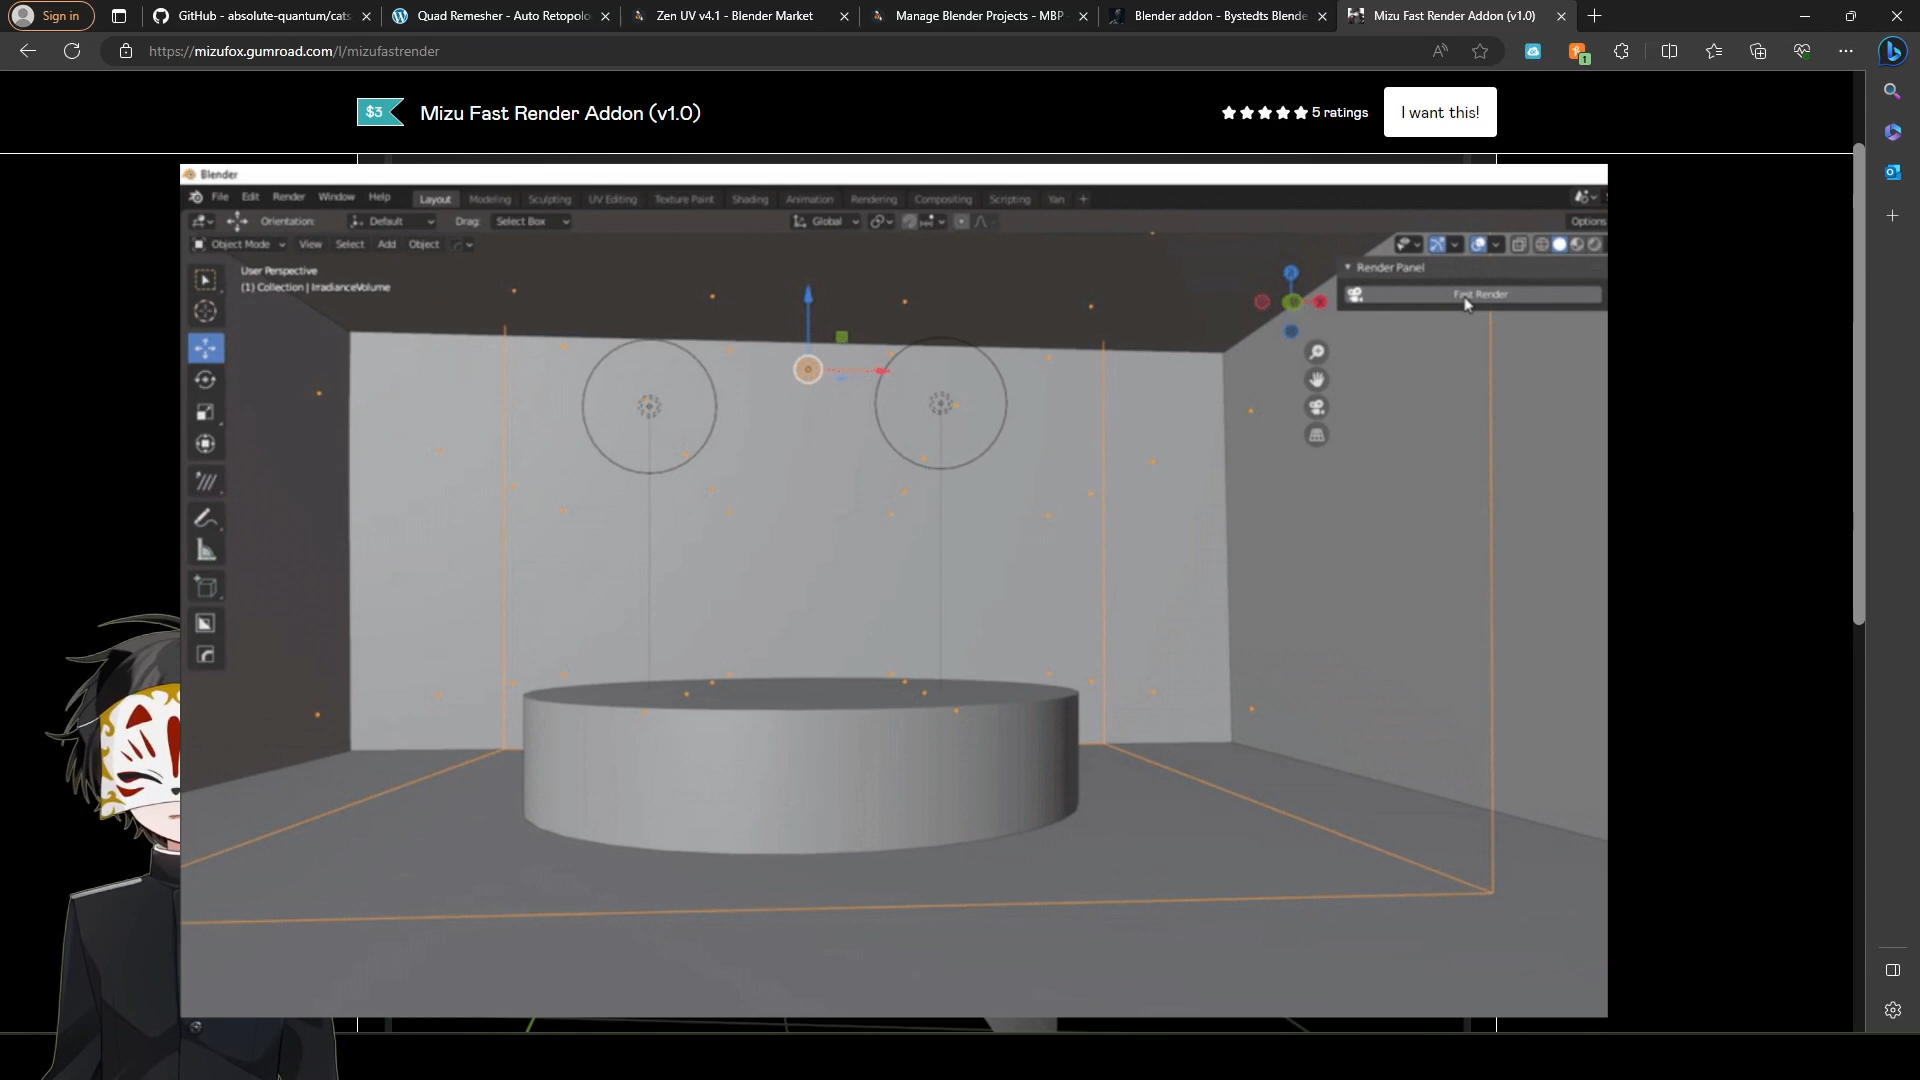 Sign in
GitHub - absolute-quantum/cats
Quad Remesher - Auto Retopolo
Zen UV v4.1 - Blender Market
Manage Blender Projects - MBP
Blender addon - Bystedts Blende
Mizu Fast Render Addon (v1.0)
https://mizufox.gumroad.com/l/mizufastrender
1
$3
Mizu Fast Render Addon (v1.0)
5 ratings
I want this!
Blender
File Edit Render Window Help Layout Modeling Sculpting UV Editing Texture Paint Shading Animation Rendering Compositing Scripting Yan +
Orientation: Default Drag: Select Box Global Options
Object Mode View Select Add Object
User Perspective
(1) Collection | IrradianceVolume
Render Panel
Fast Render